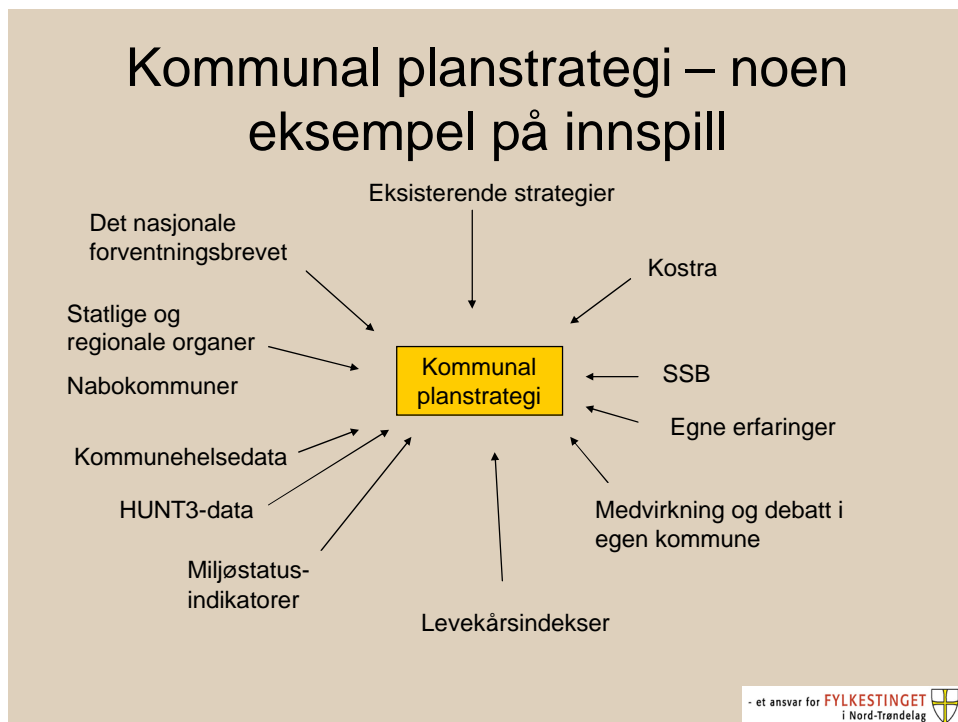 Kommunal planstrategi – noen
eksempel på innspill
Eksisterende strategier
Det nasjonale
forventningsbrevet
Kostra
Statlige og
regionale organer
Kommunal
planstrategi
SSB
Nabokommuner
Egne erfaringer
Kommunehelsedata
HUNT3-data
Medvirkning og debatt i
egen kommune
Miljøstatus-
indikatorer
Levekårsindekser
- et ansvar for FYLKESTINGET
i Nord-Trøndelag